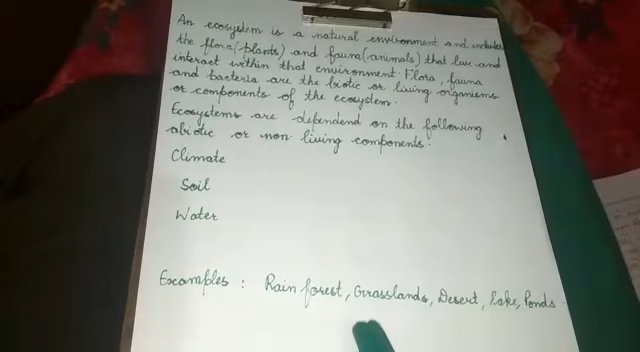 An ecosystem is a natural environment and includes
the flora(plants) and fauna(animals) that live and
interact within that environment. Flora, fauna
and bacteria are the biotic or living organisms
or components of the ecosystem.
Ecosystems are dependend on the following
abiotic or non living components:
Climate
Soil
Water
Examples : Rain forest, Grasslands, Desert, lake, Ponds